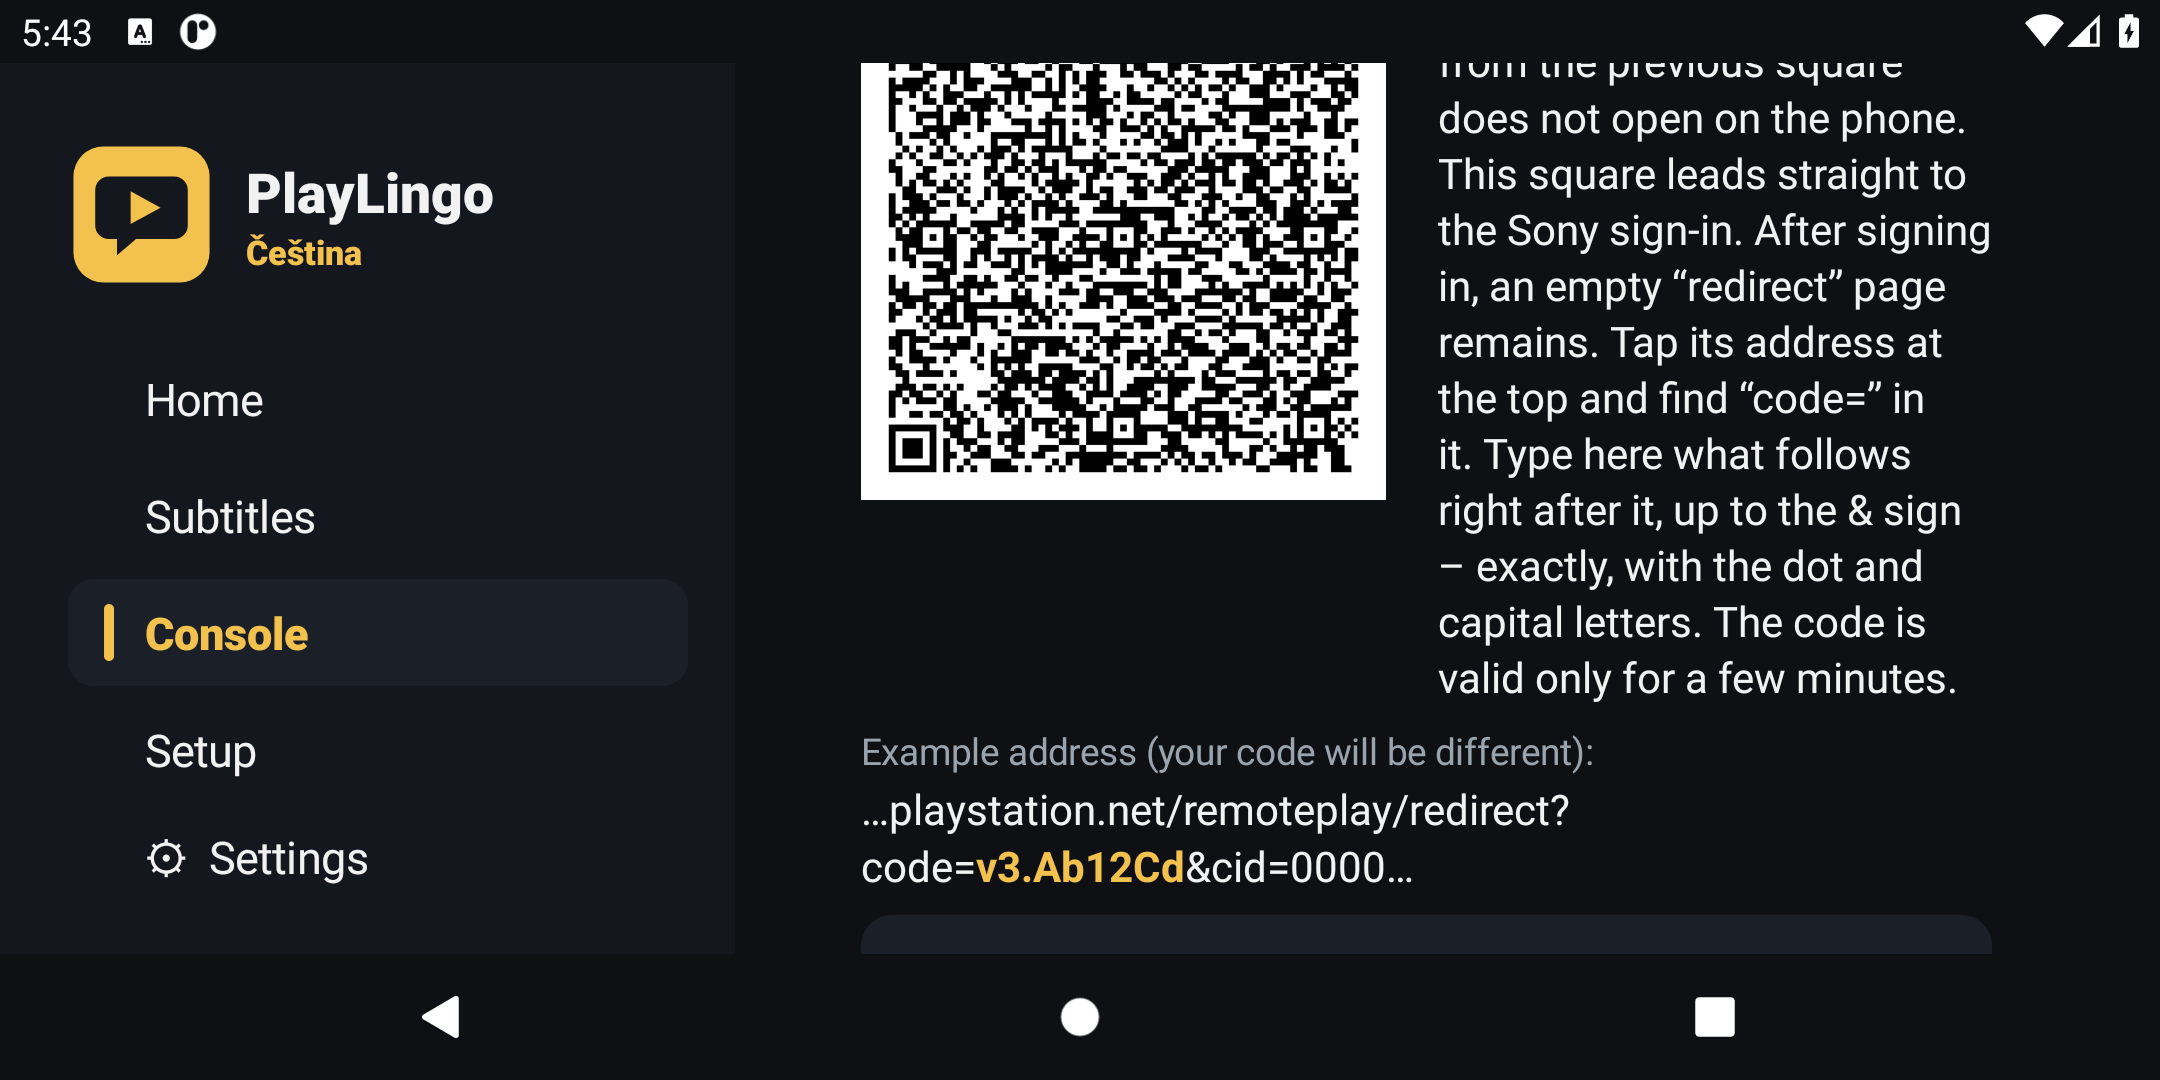 5:43
PlayLingo
Čeština
Home
Subtitles
Console
Setup
Settings
from the previous square
does not open on the phone.
This square leads straight to
the Sony sign-in. After signing
in, an empty “redirect” page
remains. Tap its address at
the top and find “code=” in
it. Type here what follows
right after it, up to the & sign
– exactly, with the dot and
capital letters. The code is
valid only for a few minutes.
Example address (your code will be different):
…playstation.net/remoteplay/redirect?
code=v3.Ab12Cd&cid=0000…